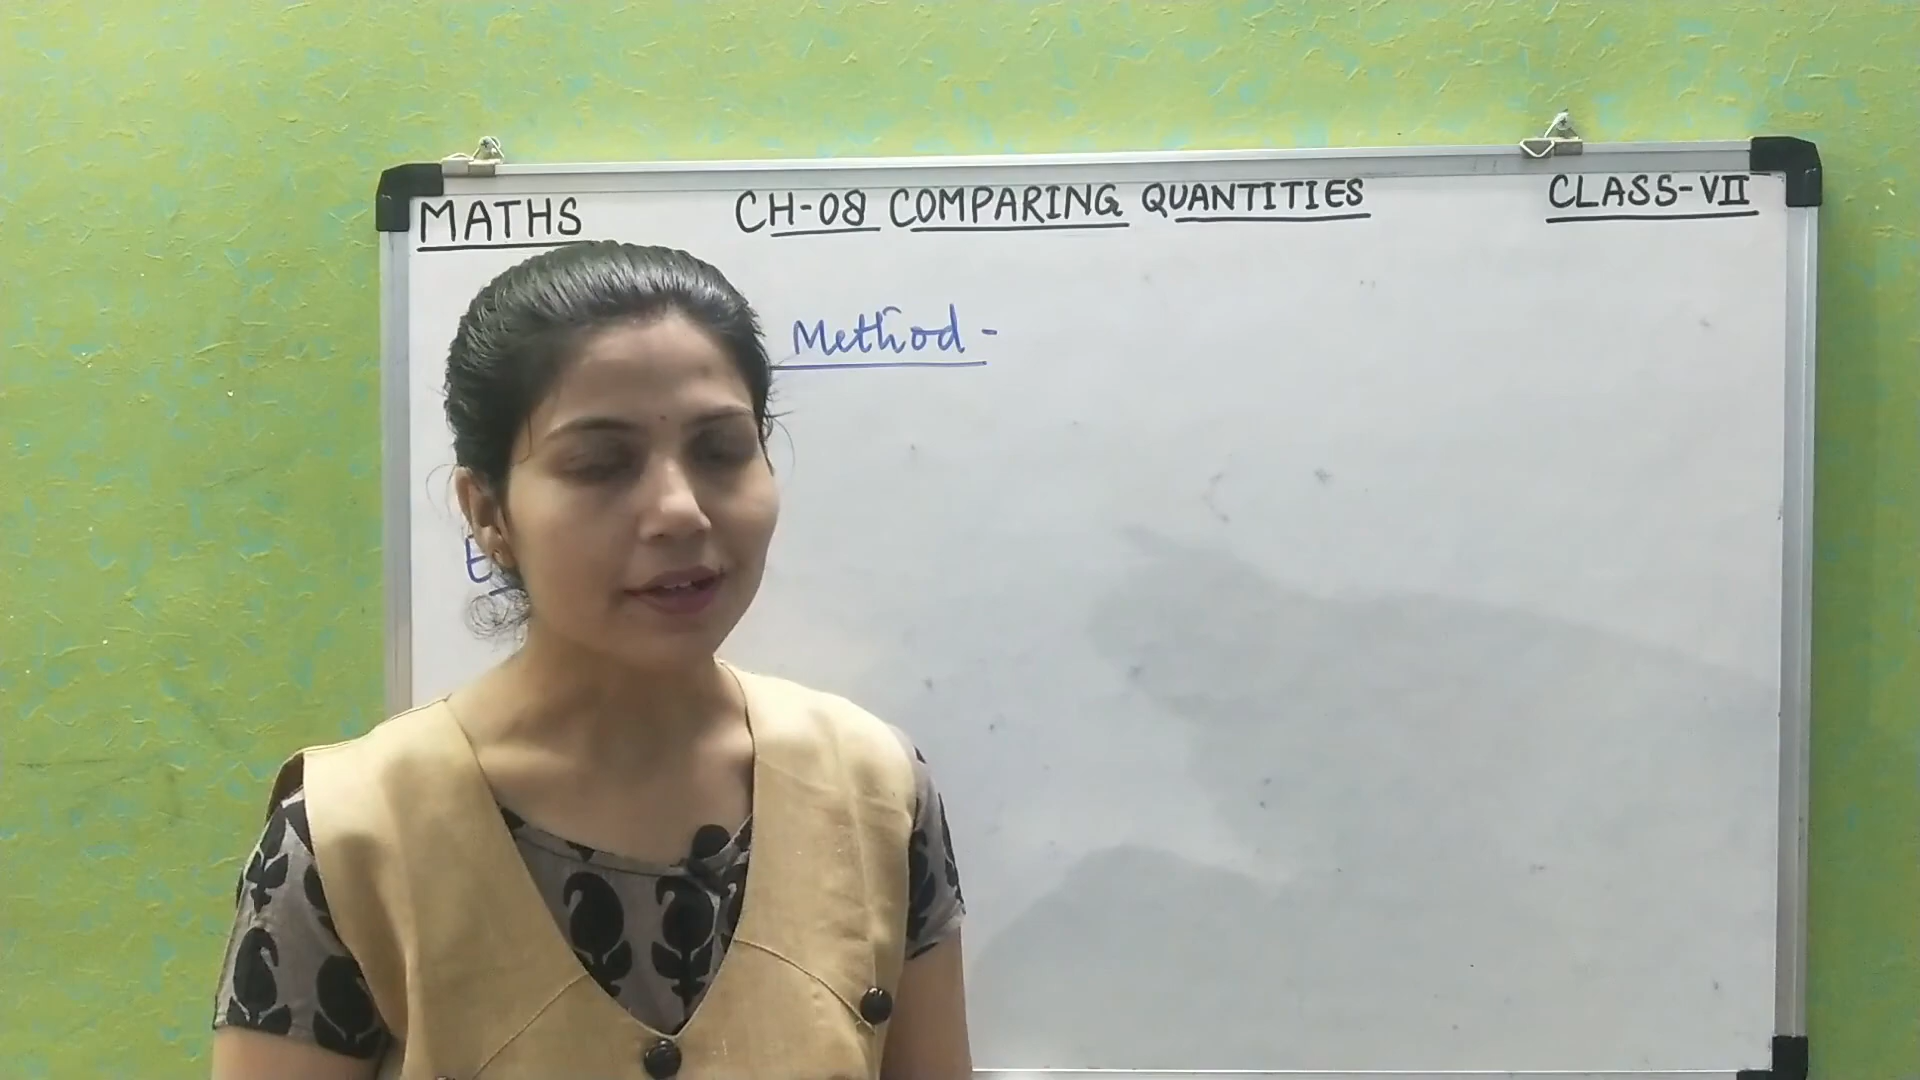 MATHS CH-08 COMPARING QUANTITIES CLASS-VII
Method -